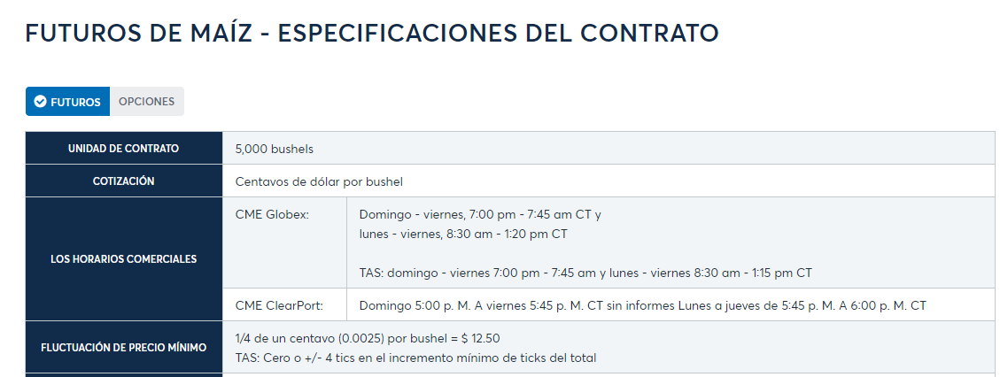 FUTUROS DE MAÍZ - ESPECIFICACIONES DEL CONTRATO
FUTUROS
OPCIONES
UNIDAD DE CONTRATO
5,000 bushels
COTIZACIÓN
Centavos de dólar por bushel
LOS HORARIOS COMERCIALES
CME Globex:
Domingo - viernes, 7:00 pm - 7:45 am CT y
lunes - viernes, 8:30 am - 1:20 pm CT
TAS: domingo - viernes 7:00 pm - 7:45 am y lunes - viernes 8:30 am - 1:15 pm CT
CME ClearPort:
Domingo 5:00 p. M. A viernes 5:45 p. M. CT sin informes Lunes a jueves de 5:45 p. M. A 6:00 p. M. CT
FLUCTUACIÓN DE PRECIO MÍNIMO
1/4 de un centavo (0.0025) por bushel = $ 12.50
TAS: Cero o +/- 4 tics en el incremento mínimo de ticks del total